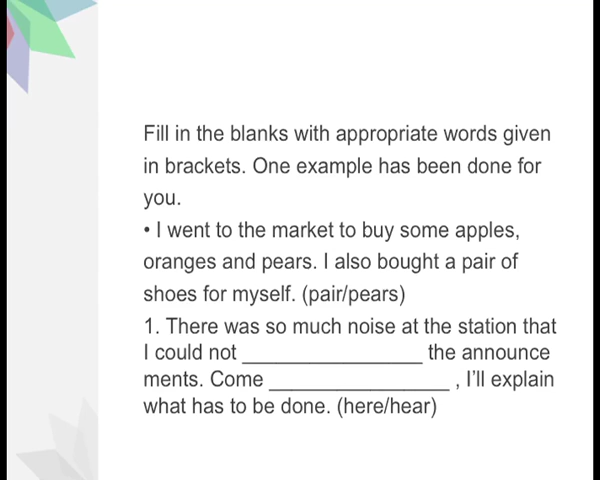 Fill in the blanks with appropriate words given
in brackets. One example has been done for
you.
• I went to the market to buy some apples,
oranges and pears. I also bought a pair of
shoes for myself. (pair/pears)
1. There was so much noise at the station that
I could not _________________ the announce
ments. Come _________________ , I’ll explain
what has to be done. (here/hear)